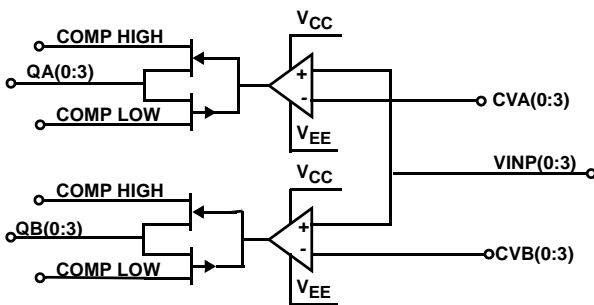 COMP HIGH
VCC
QA(0:3)
+
-
CVA(0:3)
COMP LOW
VEE
VINP(0:3)
COMP HIGH
VCC
QB(0:3)
+
-
CVB(0:3)
COMP LOW
VEE